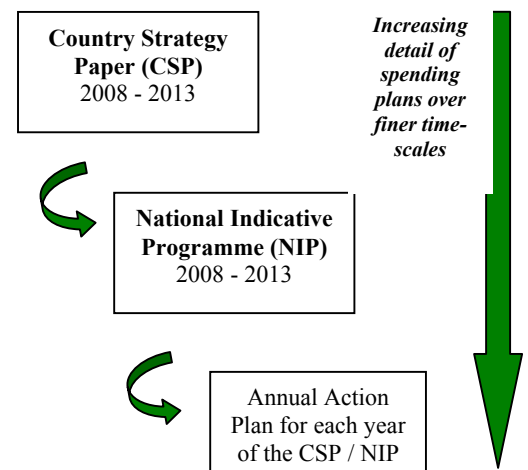 Country Strategy
Paper (CSP)
2008 - 2013
Increasing
detail of
spending
plans over
finer time-
scales
National Indicative
Programme (NIP)
2008 - 2013
Annual Action
Plan for each year
of the CSP / NIP